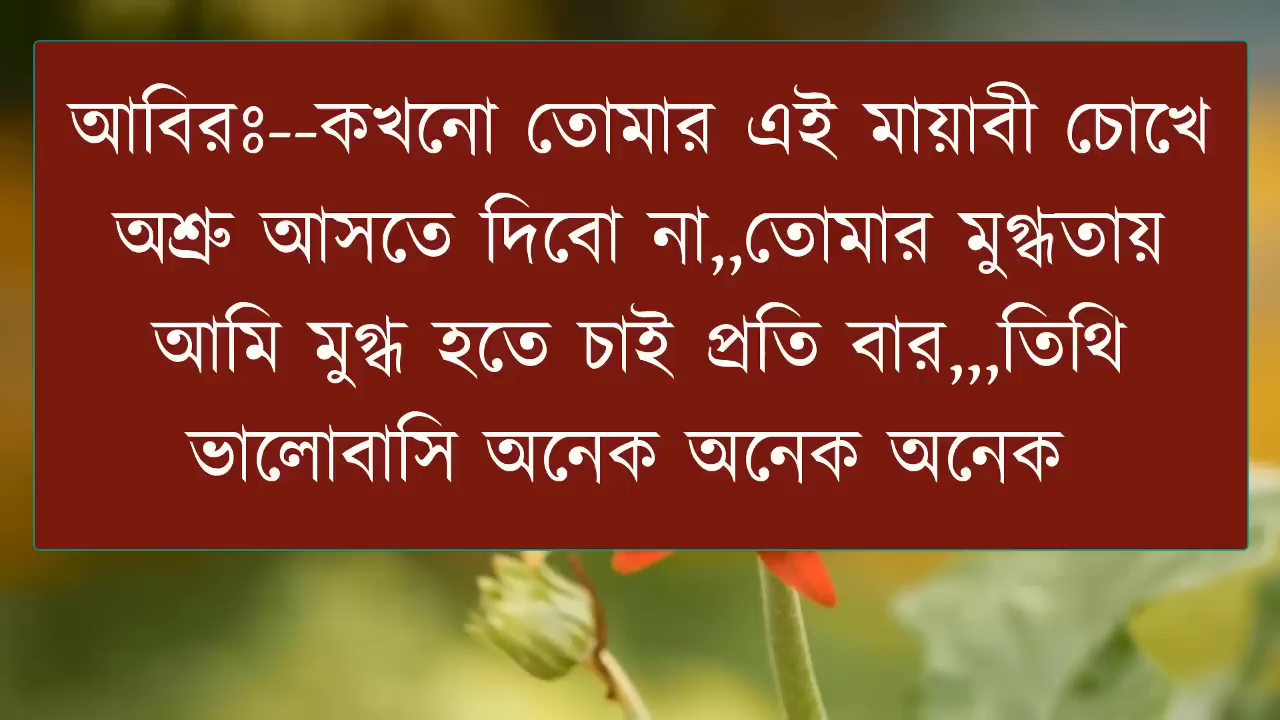 আবিরঃ--কখনো তোমার এই মায়াবী চোখে
অশ্রু আসতে দিবো না,,তোমার মুগ্ধতায়
আমি মুগ্ধ হতে চাই প্রতি বার,,,তিথি
ভালোবাসি অনেক অনেক অনেক